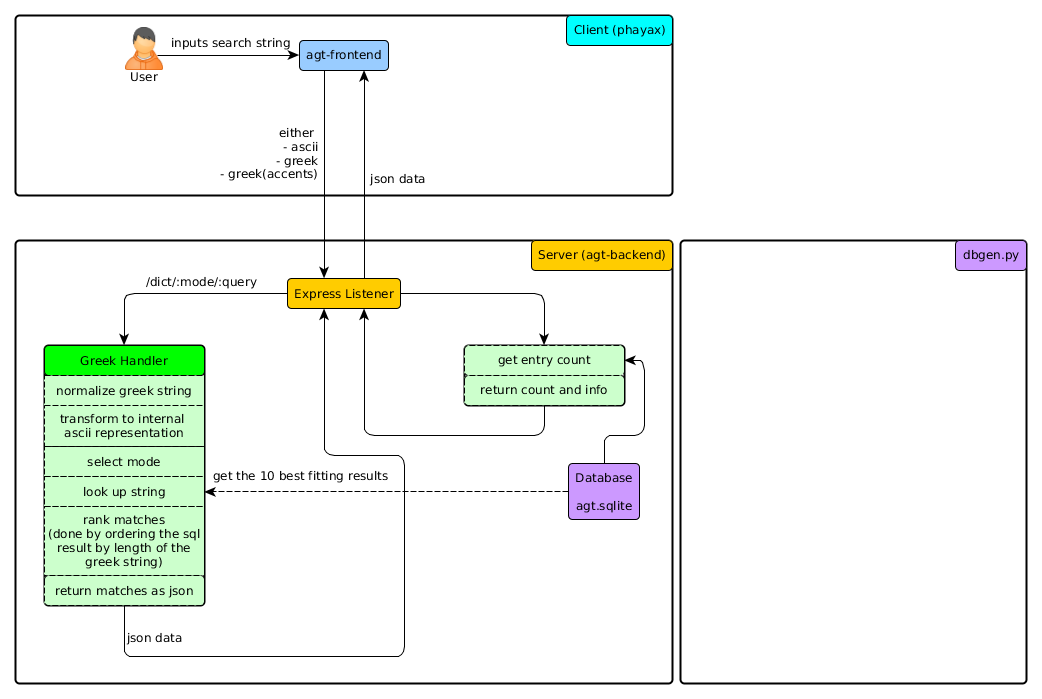 Client (phayax)
inputs search string
agt-frontend
User
either
- ascii
- greek
- greek(accents)
json data
Server (agt-backend)
dbgen.py
/dict/:mode/:query
Express Listener
Greek Handler
normalize greek string
transform to internal
ascii representation
select mode
look up string
rank matches
(done by ordering the sql
result by length of the
greek string)
return matches as json
json data
get entry count
return count and info
get the 10 best fitting results
Database
agt.sqlite